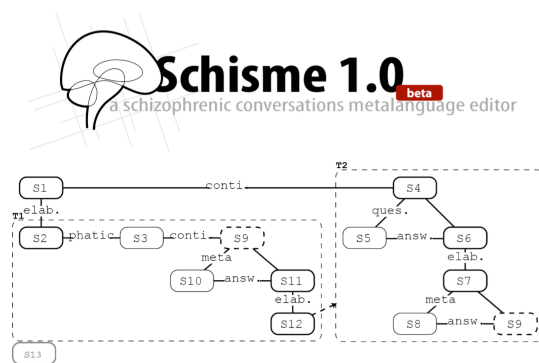 Schisme 1.0
beta
a schizophrenic conversations metalanguage editor
T2
S1 conti. S4
elab. ques.
T1
S2 phatic S3 conti. S9 S5 answ. S6
meta elab.
S10 answ. S11 S7
elab. meta
S12 S8 answ. S9
S13